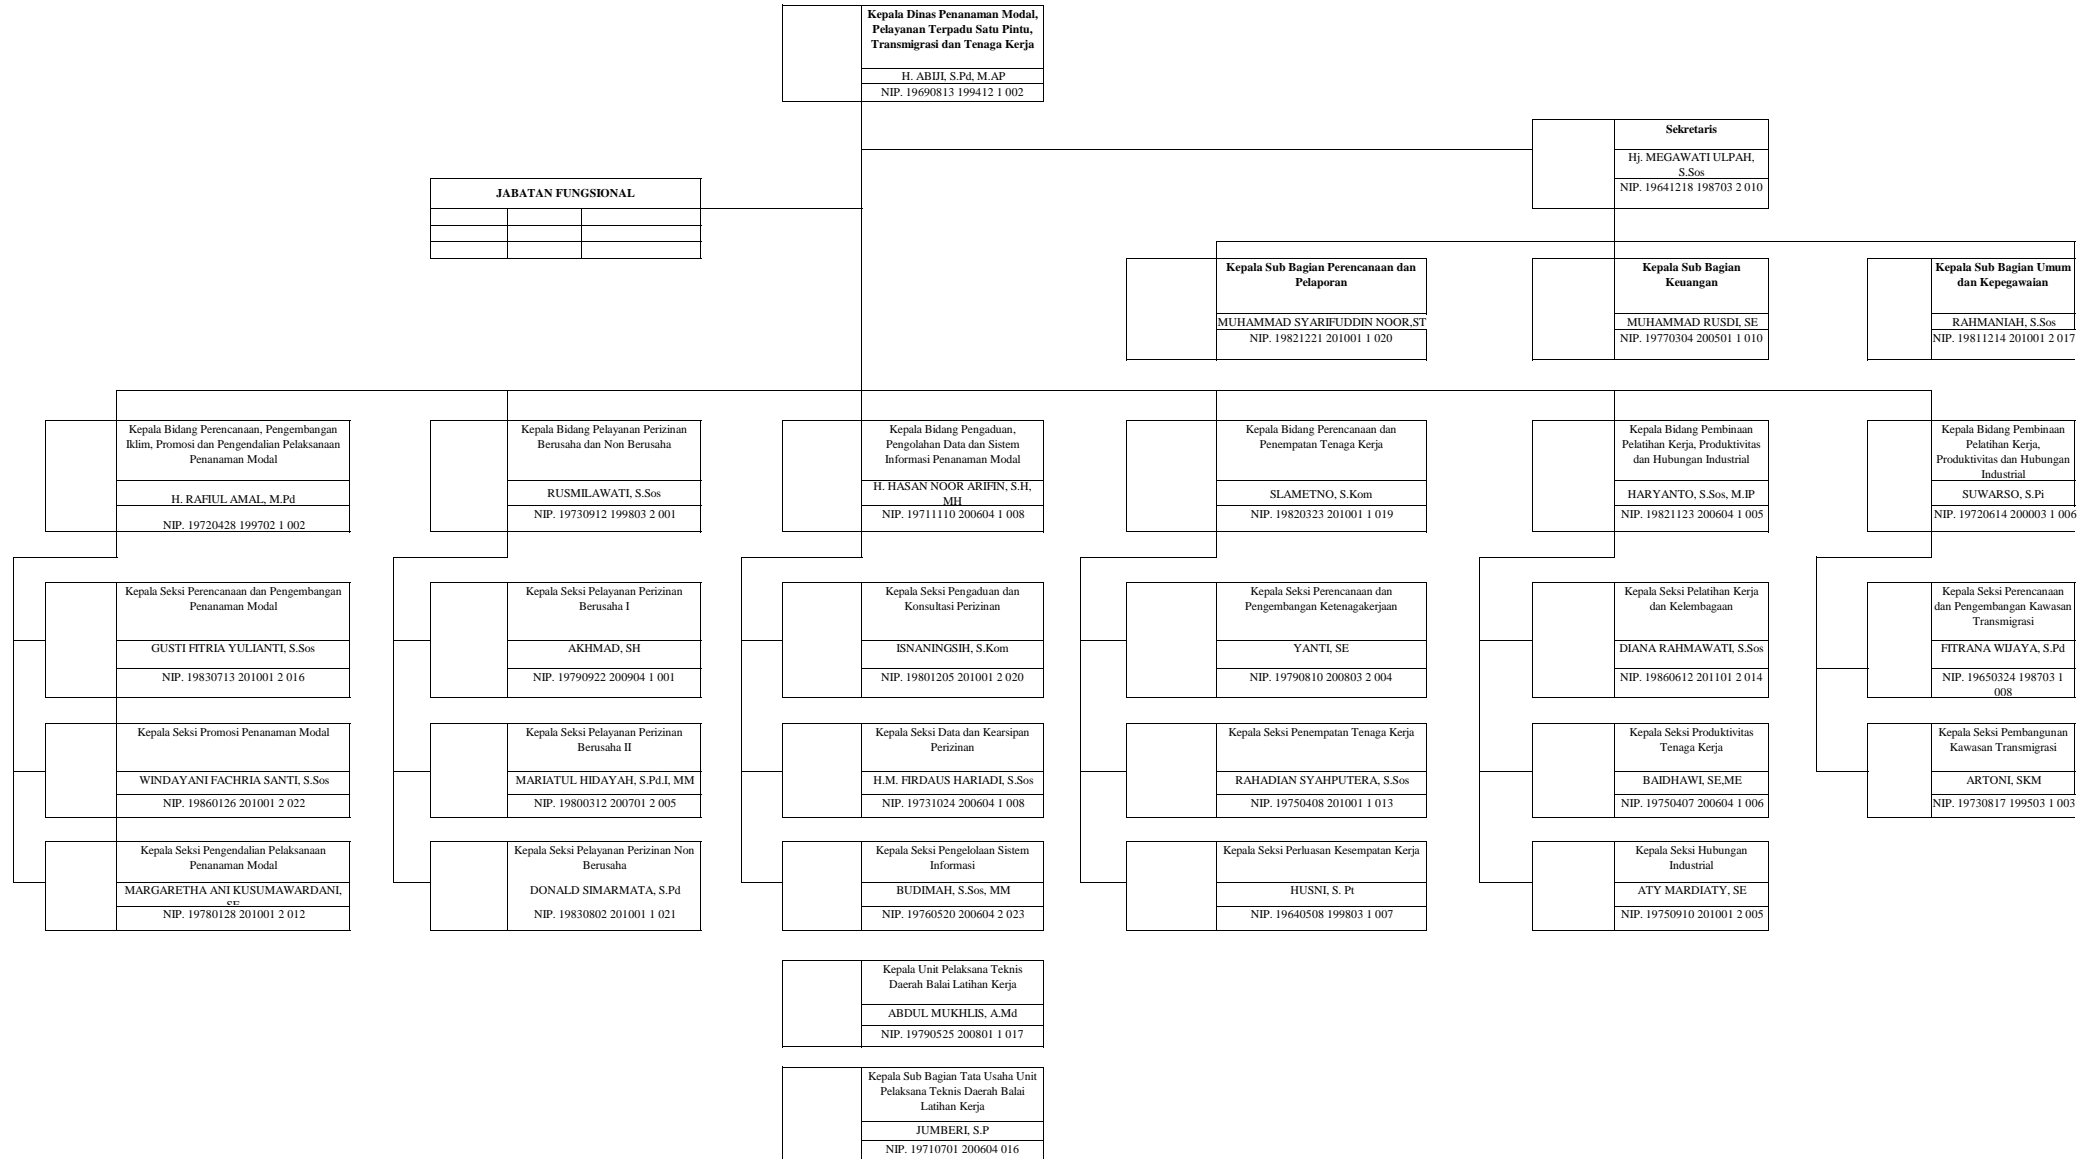 Kepala Dinas Penanaman Modal,
Pelayanan Terpadu Satu Pintu,
Transmigrasi dan Tenaga Kerja
H. ABIJI, S.Pd, M.AP
NIP. 19690813 199412 1 002
Sekretaris
Hj. MEGAWATI ULPAH,
S.Sos
NIP. 19641218 198703 2 010
JABATAN FUNGSIONAL
Kepala Sub Bagian Perencanaan dan
Pelaporan
MUHAMMAD SYARIFUDDIN NOOR,ST
NIP. 19821221 201001 1 020
Kepala Sub Bagian
Keuangan
MUHAMMAD RUSDI, SE
NIP. 19770304 200501 1 010
Kepala Sub Bagian Umum
dan Kepegawaian
RAHMANIAH, S.Sos
NIP. 19811214 201001 2 017
Kepala Bidang Perencanaan, Pengembangan
Iklim, Promosi dan Pengendalian Pelaksanaan
Penanaman Modal
H. RAFIUL AMAL, M.Pd
NIP. 19720428 199702 1 002
Kepala Bidang Pelayanan Perizinan
Berusaha dan Non Berusaha
RUSMILAWATI, S.Sos
NIP. 19730912 199803 2 001
Kepala Bidang Pengaduan,
Pengolahan Data dan Sistem
Informasi Penanaman Modal
H. HASAN NOOR ARIFIN, S.H,
MH
NIP. 19711110 200604 1 008
Kepala Bidang Perencanaan dan
Penempatan Tenaga Kerja
SLAMETNO, S.Kom
NIP. 19820323 201001 1 019
Kepala Bidang Pembinaan
Pelatihan Kerja, Produktivitas
dan Hubungan Industrial
HARYANTO, S.Sos, M.IP
NIP. 19821123 200604 1 005
Kepala Bidang Pembinaan
Pelatihan Kerja,
Produktivitas dan Hubungan
Industrial
SUWARSO, S.Pi
NIP. 19720614 200003 1 006
Kepala Seksi Perencanaan dan Pengembangan
Penanaman Modal
GUSTI FITRIA YULIANTI, S.Sos
NIP. 19830713 201001 2 016
Kepala Seksi Pelayanan Perizinan
Berusaha I
AKHMAD, SH
NIP. 19790922 200904 1 001
Kepala Seksi Pengaduan dan
Konsultasi Perizinan
ISNANINGSIH, S.Kom
NIP. 19801205 201001 2 020
Kepala Seksi Perencanaan dan
Pengembangan Ketenagakerjaan
YANTI, SE
NIP. 19790810 200803 2 004
Kepala Seksi Pelatihan Kerja
dan Kelembagaan
DIANA RAHMAWATI, S.Sos
NIP. 19860612 201101 2 014
Kepala Seksi Perencanaan
dan Pengembangan Kawasan
Transmigrasi
FITRANA WIJAYA, S.Pd
NIP. 19650324 198703 1
008
Kepala Seksi Promosi Penanaman Modal
WINDAYANI FACHRIA SANTI, S.Sos
NIP. 19860126 201001 2 022
Kepala Seksi Pelayanan Perizinan
Berusaha II
MARIATUL HIDAYAH, S.Pd.I, MM
NIP. 19800312 200701 2 005
Kepala Seksi Data dan Kearsipan
Perizinan
H.M. FIRDAUS HARIADI, S.Sos
NIP. 19731024 200604 1 008
Kepala Seksi Penempatan Tenaga Kerja
RAHADIAN SYAHPUTERA, S.Sos
NIP. 19750408 201001 1 013
Kepala Seksi Produktivitas
Tenaga Kerja
BAIDHAWI, SE,ME
NIP. 19750407 200604 1 006
Kepala Seksi Pembangunan
Kawasan Transmigrasi
ARTONI, SKM
NIP. 19730817 199503 1 003
Kepala Seksi Pengendalian Pelaksanaan
Penanaman Modal
MARGARETHA ANI KUSUMAWARDANI,
SE
NIP. 19780128 201001 2 012
Kepala Seksi Pelayanan Perizinan Non
Berusaha
DONALD SIMARMATA, S.Pd
NIP. 19830802 201001 1 021
Kepala Seksi Pengelolaan Sistem
Informasi
BUDIMAH, S.Sos, MM
NIP. 19760520 200604 2 023
Kepala Seksi Perluasan Kesempatan Kerja
HUSNI, S. Pt
NIP. 19640508 199803 1 007
Kepala Seksi Hubungan
Industrial
ATY MARDIATY, SE
NIP. 19750910 201001 2 005
Kepala Unit Pelaksana Teknis
Daerah Balai Latihan Kerja
ABDUL MUKHLIS, A.Md
NIP. 19790525 200801 1 017
Kepala Sub Bagian Tata Usaha Unit
Pelaksana Teknis Daerah Balai
Latihan Kerja
JUMBERI, S.P
NIP. 19710701 200604 016